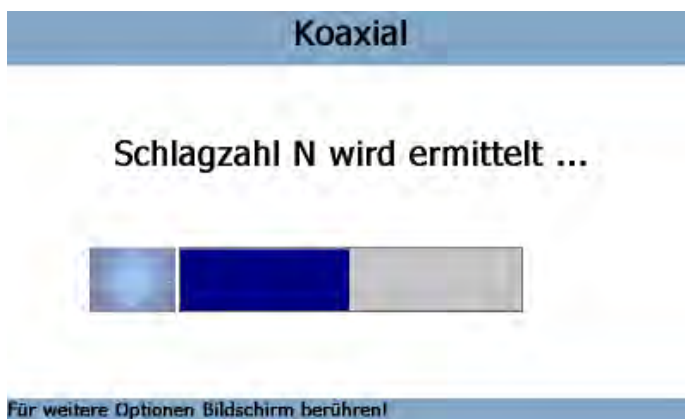 Koaxial
Schlagzahl N wird ermittelt ...
Für weitere Optionen Bildschirm berühren!